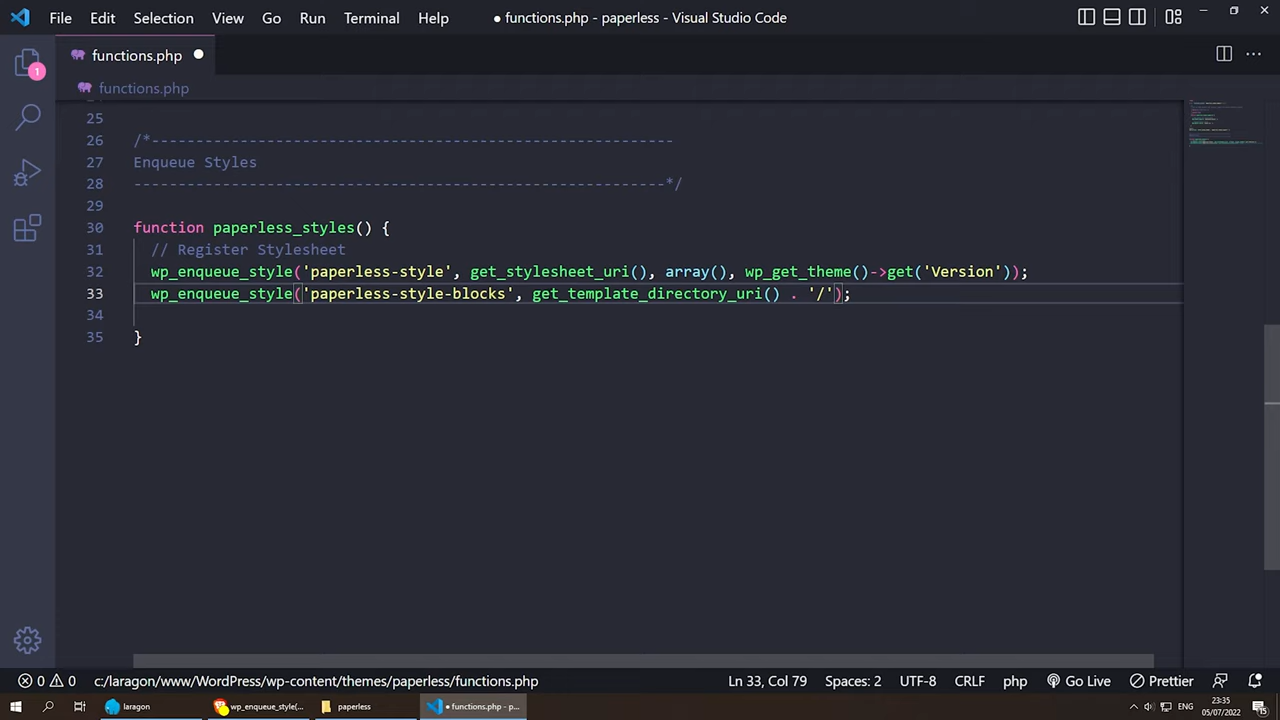 File Edit Selection View Go Run Terminal Help ● functions.php - paperless - Visual Studio Code
functions.php
functions.php
25
26 /*-----------------------------------------------------------
27 Enqueue Styles
28 ------------------------------------------------------------*/
29
30 function paperless_styles() {
31 // Register Stylesheet
32 wp_enqueue_style('paperless-style', get_stylesheet_uri(), array(), wp_get_theme()->get('Version'));
33 wp_enqueue_style('paperless-style-blocks', get_template_directory_uri() . '/');
34
35 }
1
0 0 c:/laragon/www/WordPress/wp-content/themes/paperless/functions.php Ln 33, Col 79 Spaces: 2 UTF-8 CRLF php Go Live Prettier
laragon wp_enqueue_style(... paperless ● functions.php - p... ENG 23:35
05/07/2022 15